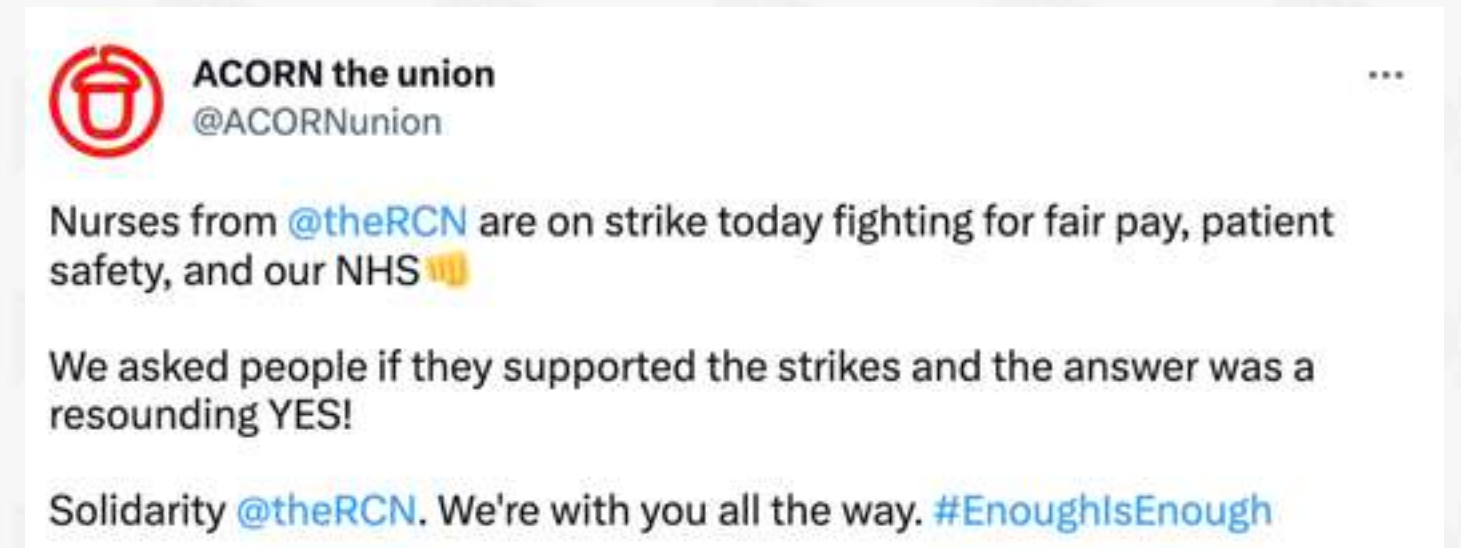 ACORN the union
@ACORNunion
Nurses from @theRCN are on strike today fighting for fair pay, patient
safety, and our NHS👊
We asked people if they supported the strikes and the answer was a
resounding YES!
Solidarity @theRCN. We're with you all the way. #EnoughIsEnough